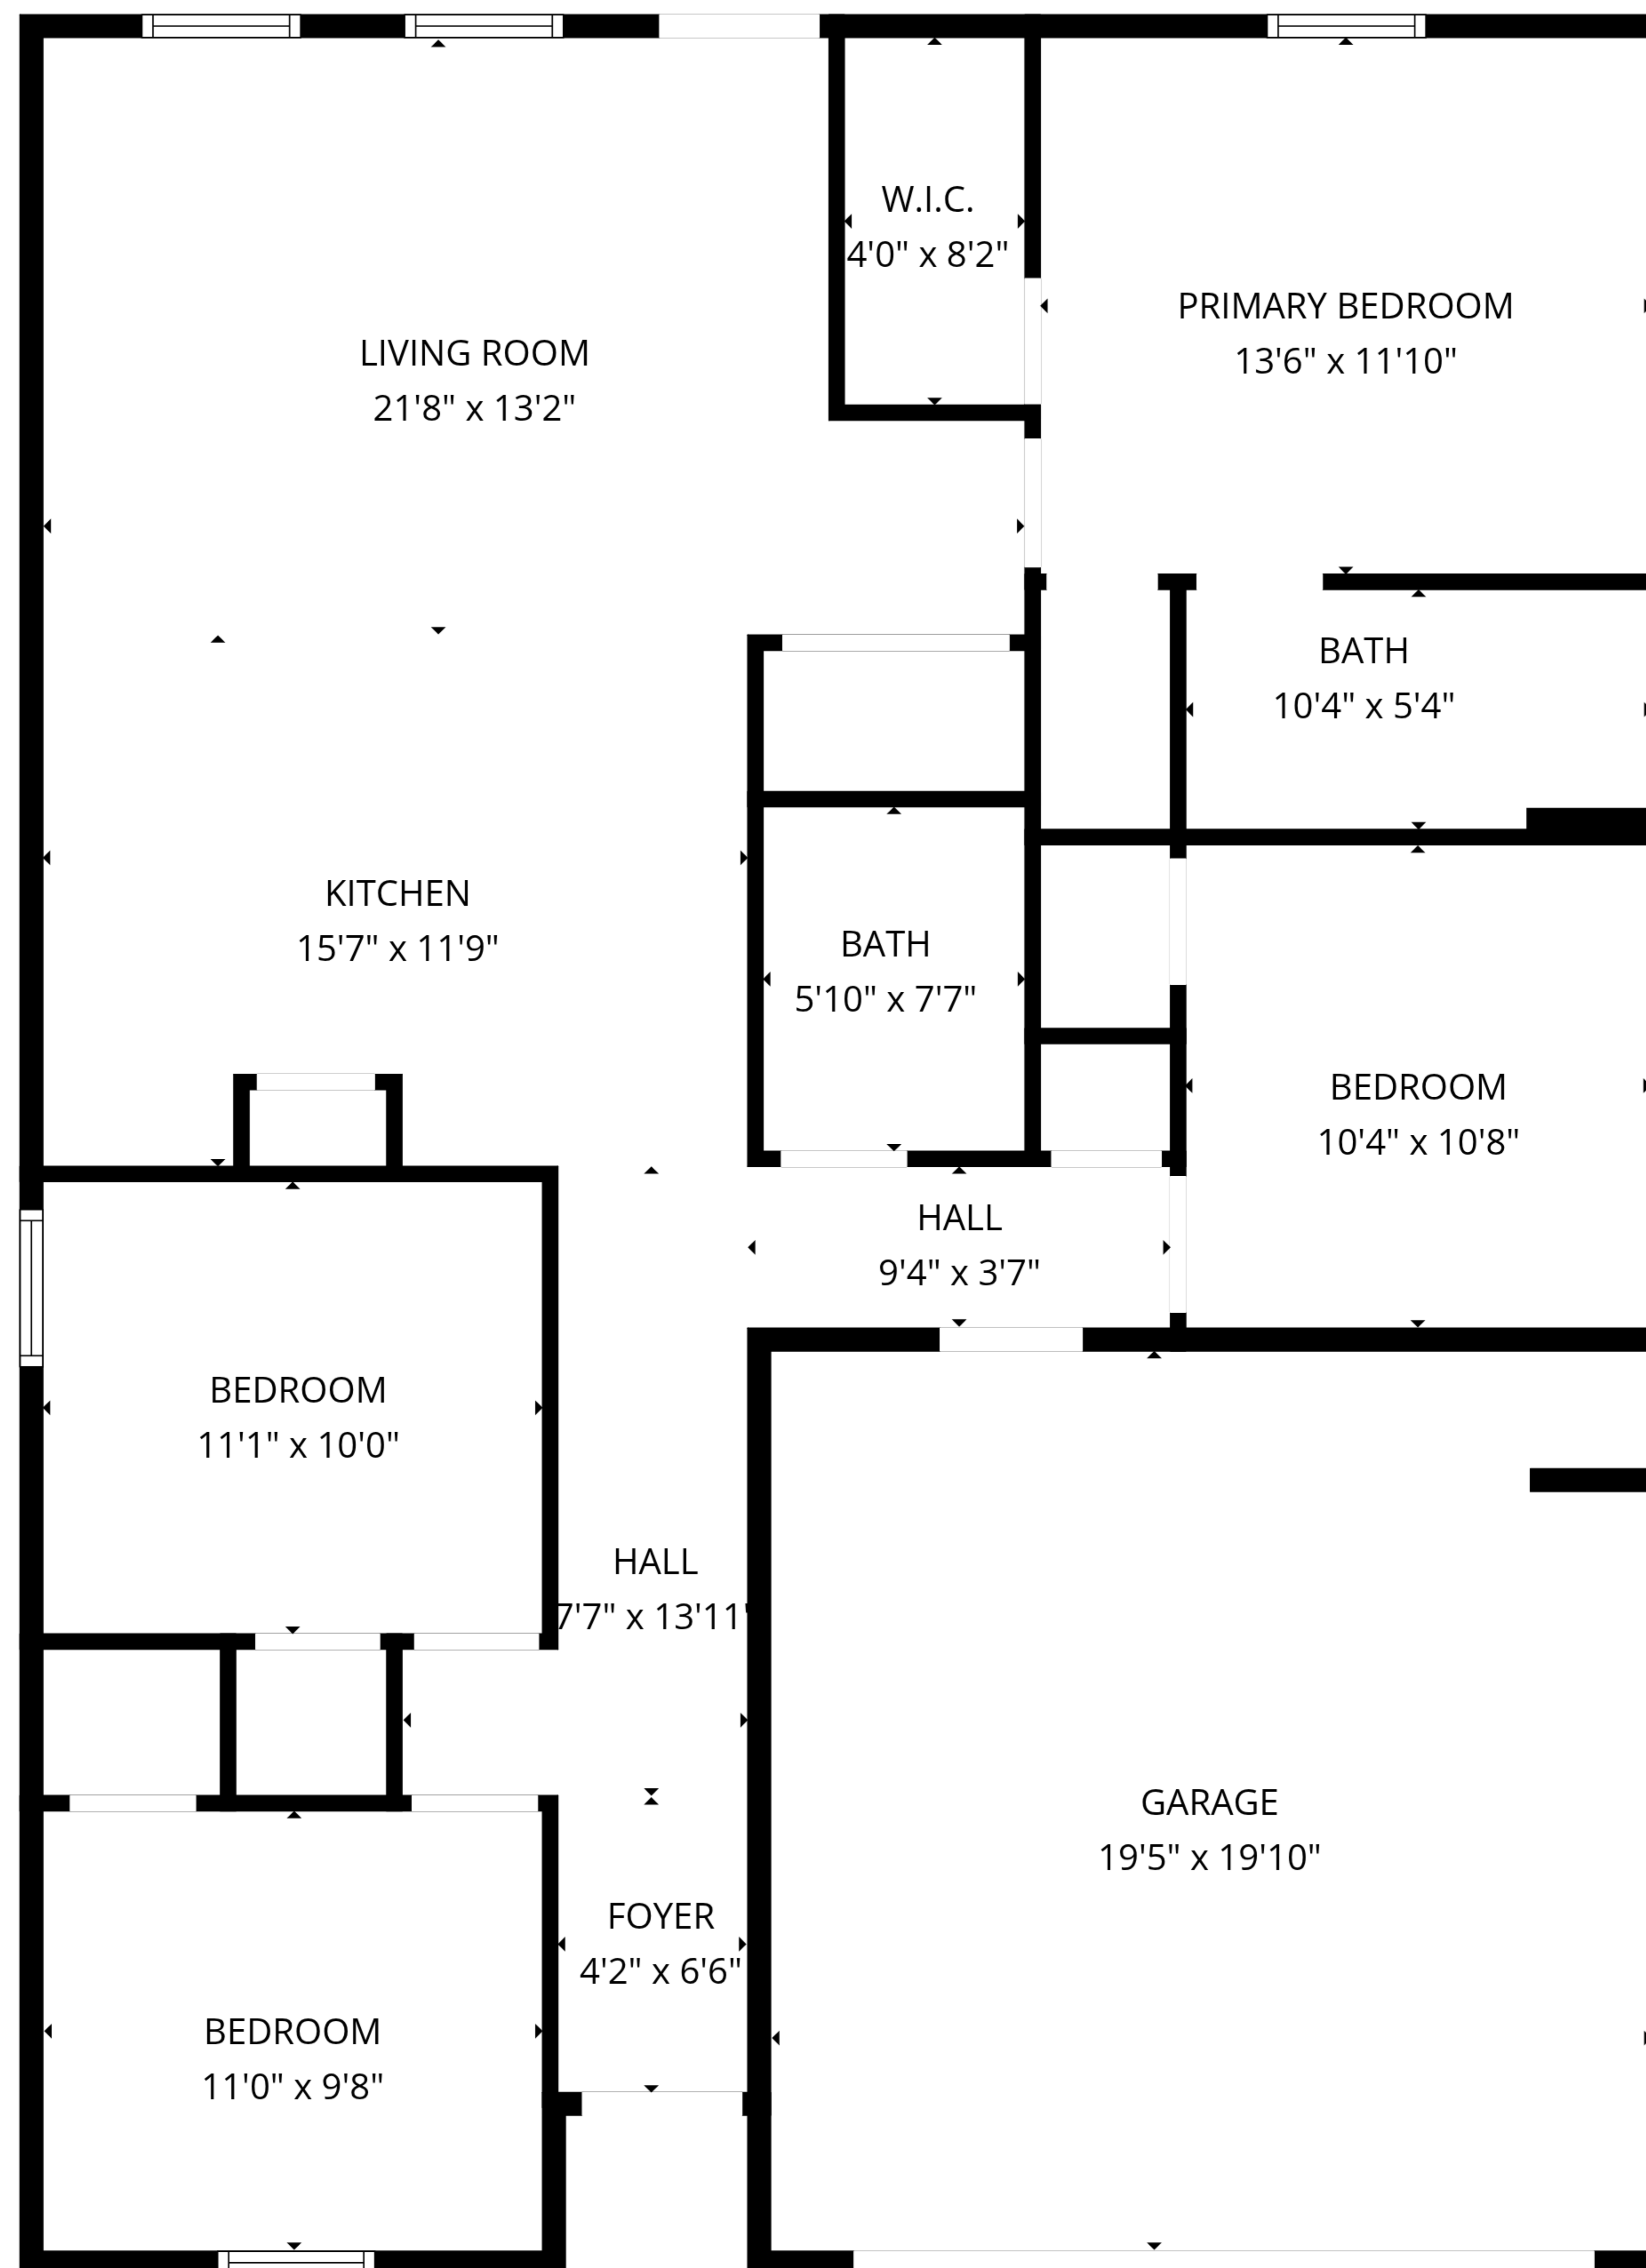 W.I.C.
4'0" x 8'2"
PRIMARY BEDROOM
13'6" x 11'10"
LIVING ROOM
21'8" x 13'2"
BATH
10'4" x 5'4"
KITCHEN
15'7" x 11'9"
BATH
5'10" x 7'7"
BEDROOM
10'4" x 10'8"
HALL
9'4" x 3'7"
BEDROOM
11'1" x 10'0"
HALL
7'7" x 13'11"
GARAGE
19'5" x 19'10"
FOYER
4'2" x 6'6"
BEDROOM
11'0" x 9'8"